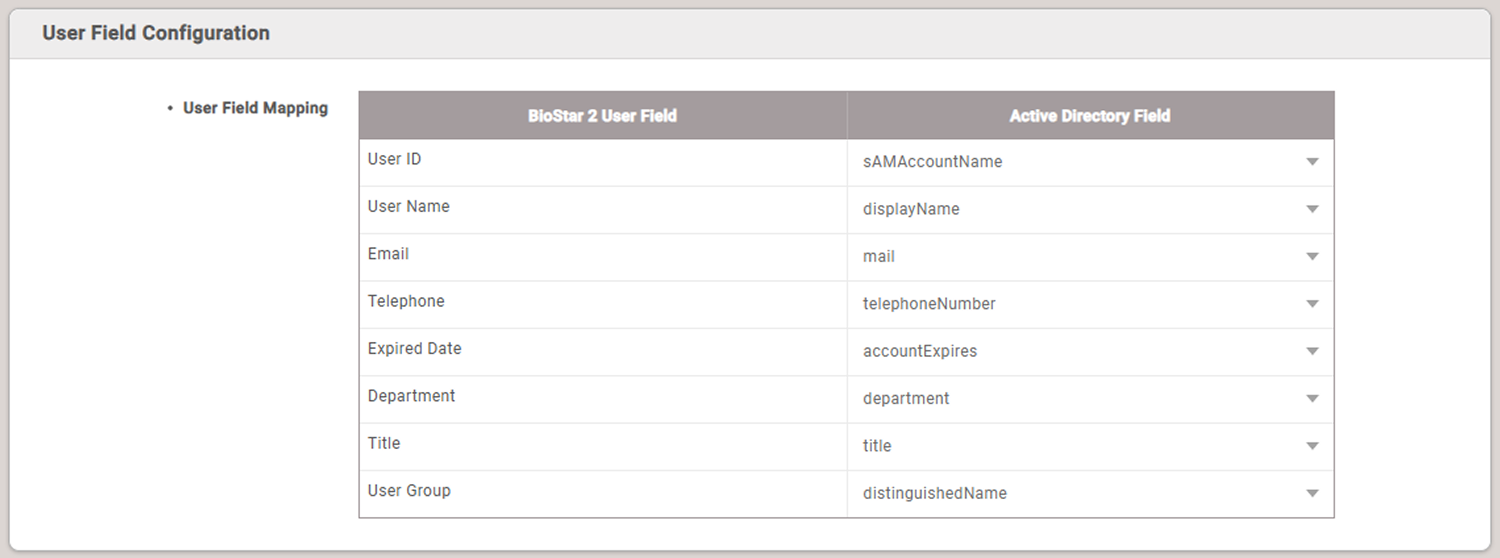 User Field Configuration
• User Field Mapping
BioStar 2 User Field Active Directory Field
User ID sAMAccountName
User Name displayName
Email mail
Telephone telephoneNumber
Expired Date accountExpires
Department department
Title title
User Group distinguishedName